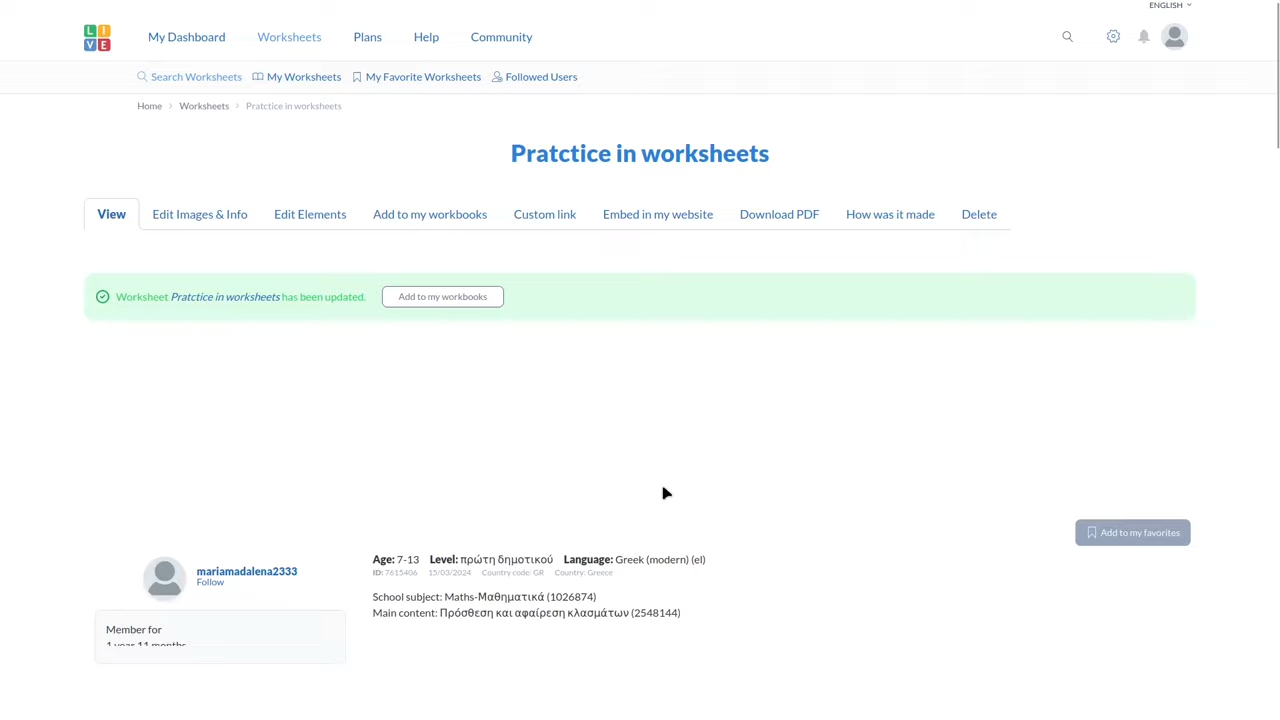 ENGLISH
LIVE
My Dashboard Worksheets Plans Help Community
Search Worksheets My Worksheets My Favorite Worksheets Followed Users
Home Worksheets Pratctice in worksheets
Pratctice in worksheets
View Edit Images & Info Edit Elements Add to my workbooks Custom link Embed in my website Download PDF How was it made Delete
Worksheet Pratctice in worksheets has been updated. Add to my workbooks
Add to my favorites
mariamadalena2333
Follow
Member for
1 year 11 months
Age: 7-13 Level: πρώτη δημοτικού Language: Greek (modern) (el)
ID: 7615406 15/03/2024 Country code: GR Country: Greece
School subject: Maths-Μαθηματικά (1026874)
Main content: Πρόσθεση και αφαίρεση κλασμάτων (2548144)